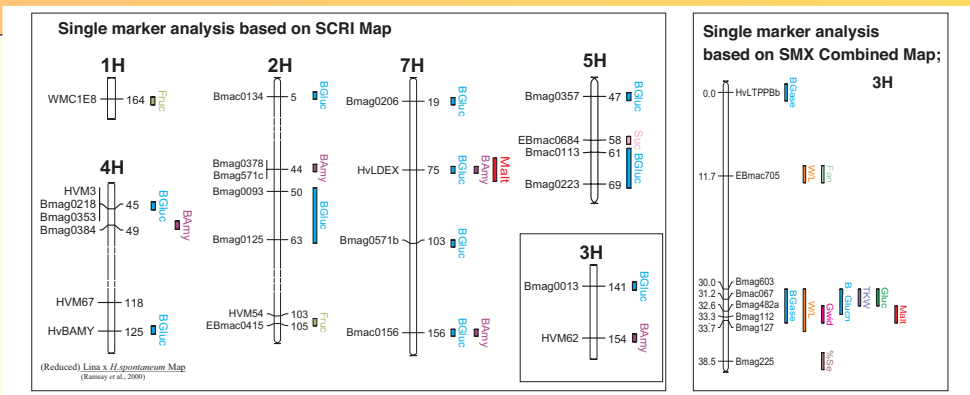 Single marker analysis based on SCRI Map
1H
WMC1E8 164 Fruc
4H
HVM3
Bmag0218 45 BGluc
Bmag0353
Bmag0384 49 BAmy
HVM67 118
HvBAMY 125 BGluc
(Reduced) Lina x H.spontaneum Map
(Ramsay et al., 2000)
2H
Bmac0134 5 BGluc
Bmag0378 44 BAmy
Bmag571c
Bmag0093 50
BGluc
Bmag0125 63
HVM54 103
EBmac0415 105 Fruc
7H
Bmag0206 19 BGluc
HvLDEX 75 BGluc BAmy Malt
Bmag0571b 103 BGluc
Bmac0156 156 BGluc BAmy
5H
Bmag0357 47 BGluc
EBmac0684 58 Suc
Bmac0113 61
BGluc
Bmag0223 69
3H
Bmag0013 141 BGluc
HVM62 154 BAmy
Single marker analysis
based on SMX Combined Map;
3H
0.0 HvLTPPBb BGase
11.7 EBmac705 W/L Fan
30.0 Bmag603
31.2 Bmac067
32.6 Bmag482a
33.3 Bmag112
33.7 Bmag127
BGase W/L Gwid B_Glucn TKW Gluc Malt
38.5 Bmag225 %Se